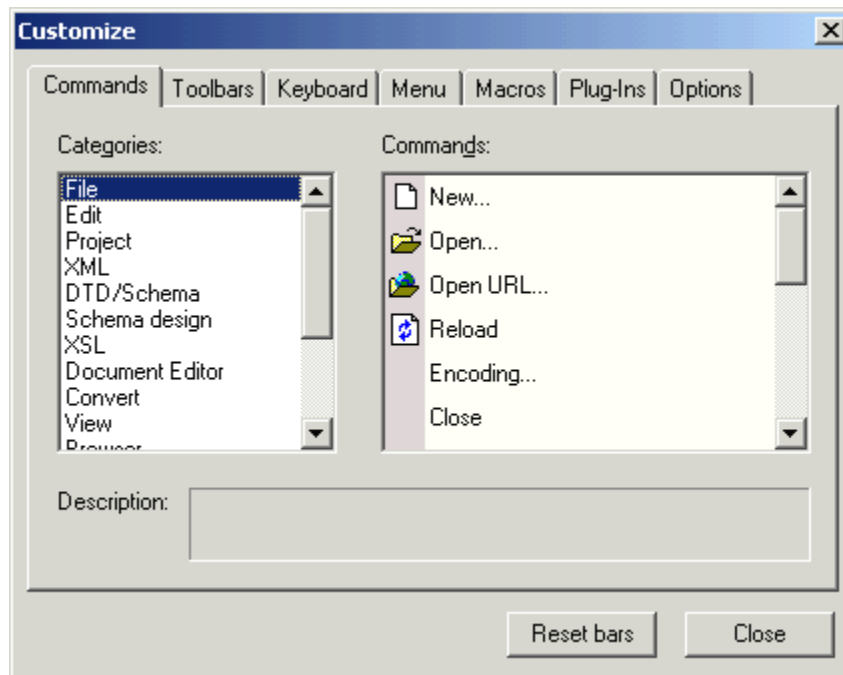 Customize
Commands Toolbars Keyboard Menu Macros Plug-Ins Options
Categories:
Commands:
File
Edit
Project
XML
DTD/Schema
Schema design
XSL
Document Editor
Convert
View
Browser
New...
Open...
Open URL...
Reload
Encoding...
Close
Description:
Reset bars
Close